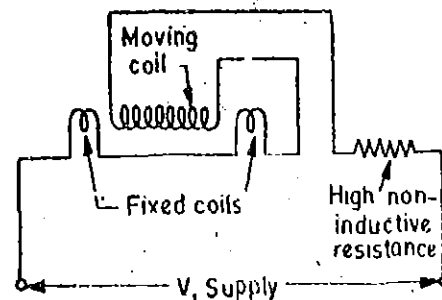 Moving
coil
Fixed coils
High non-
inductive
resistance
V, Supply